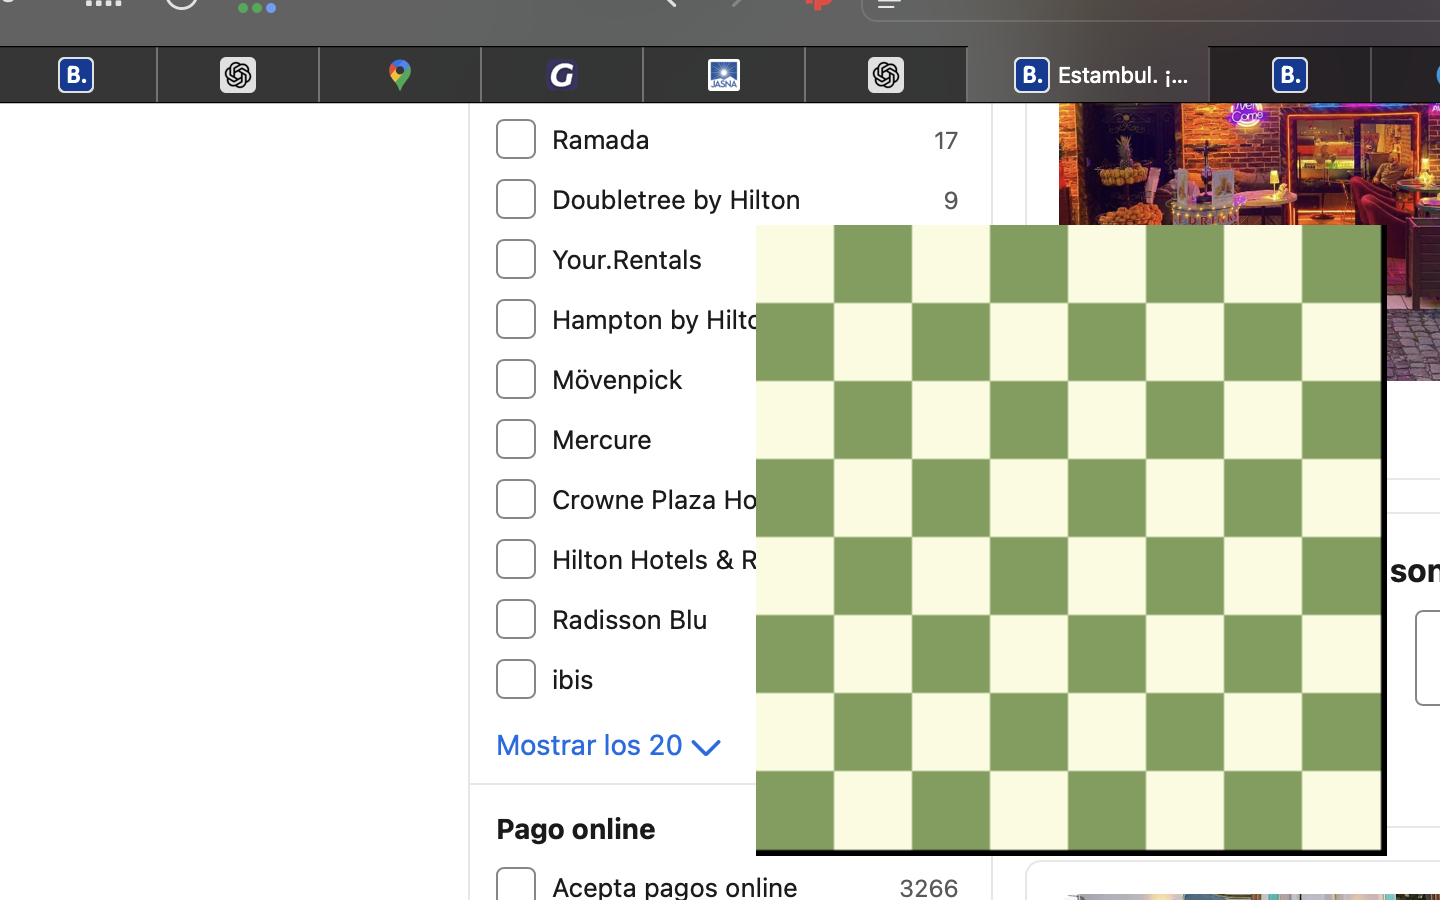 B.
G
JASNA
B. Estambul. ¡...
B.
Ramada 17
Doubletree by Hilton 9
Your.Rentals
Hampton by Hilto
Mövenpick
Mercure
Crowne Plaza Ho
Hilton Hotels & R
Radisson Blu
ibis
Mostrar los 20
son
Pago online
Acepta pagos online 3266